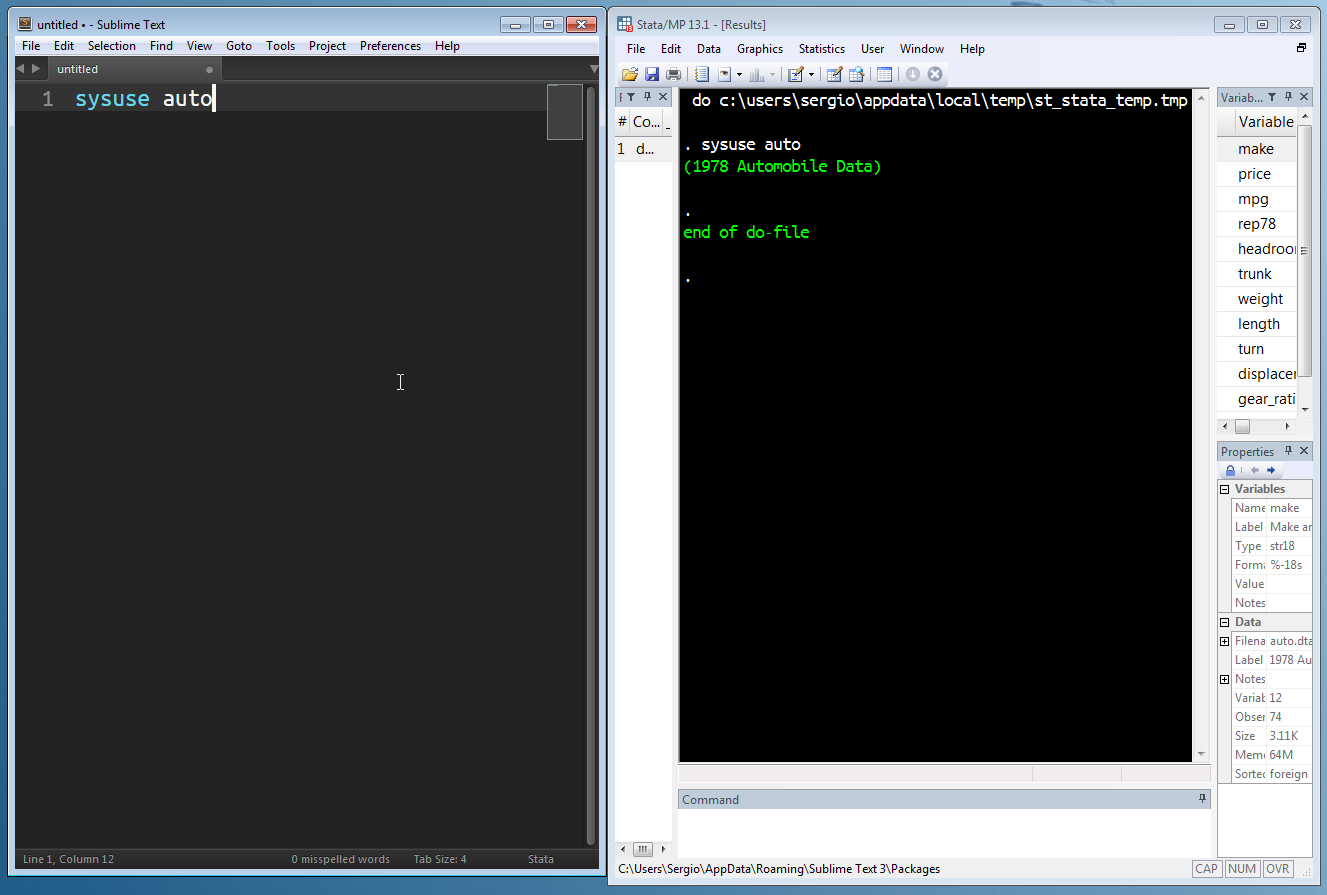 untitled • - Sublime Text
File Edit Selection Find View Goto Tools Project Preferences Help
untitled
1 sysuse auto
Line 1, Column 12 0 misspelled words Tab Size: 4 Stata
Stata/MP 13.1 - [Results]
File Edit Data Graphics Statistics User Window Help
# Co...
1 d...
do c:\users\sergio\appdata\local\temp\st_stata_temp.tmp
. sysuse auto
(1978 Automobile Data)
.
end of do-file
.
Command
C:\Users\Sergio\AppData\Roaming\Sublime Text 3\Packages
Variab...
Variable
make
price
mpg
rep78
headroo
trunk
weight
length
turn
displacer
gear_rati
Properties
Variables
Name make
Label Make ar
Type str18
Forma %-18s
Value
Notes
Data
Filena auto.dta
Label 1978 Au
Notes
Variab 12
Obser 74
Size 3.11K
Memo 64M
Sorted foreign
CAP NUM OVR